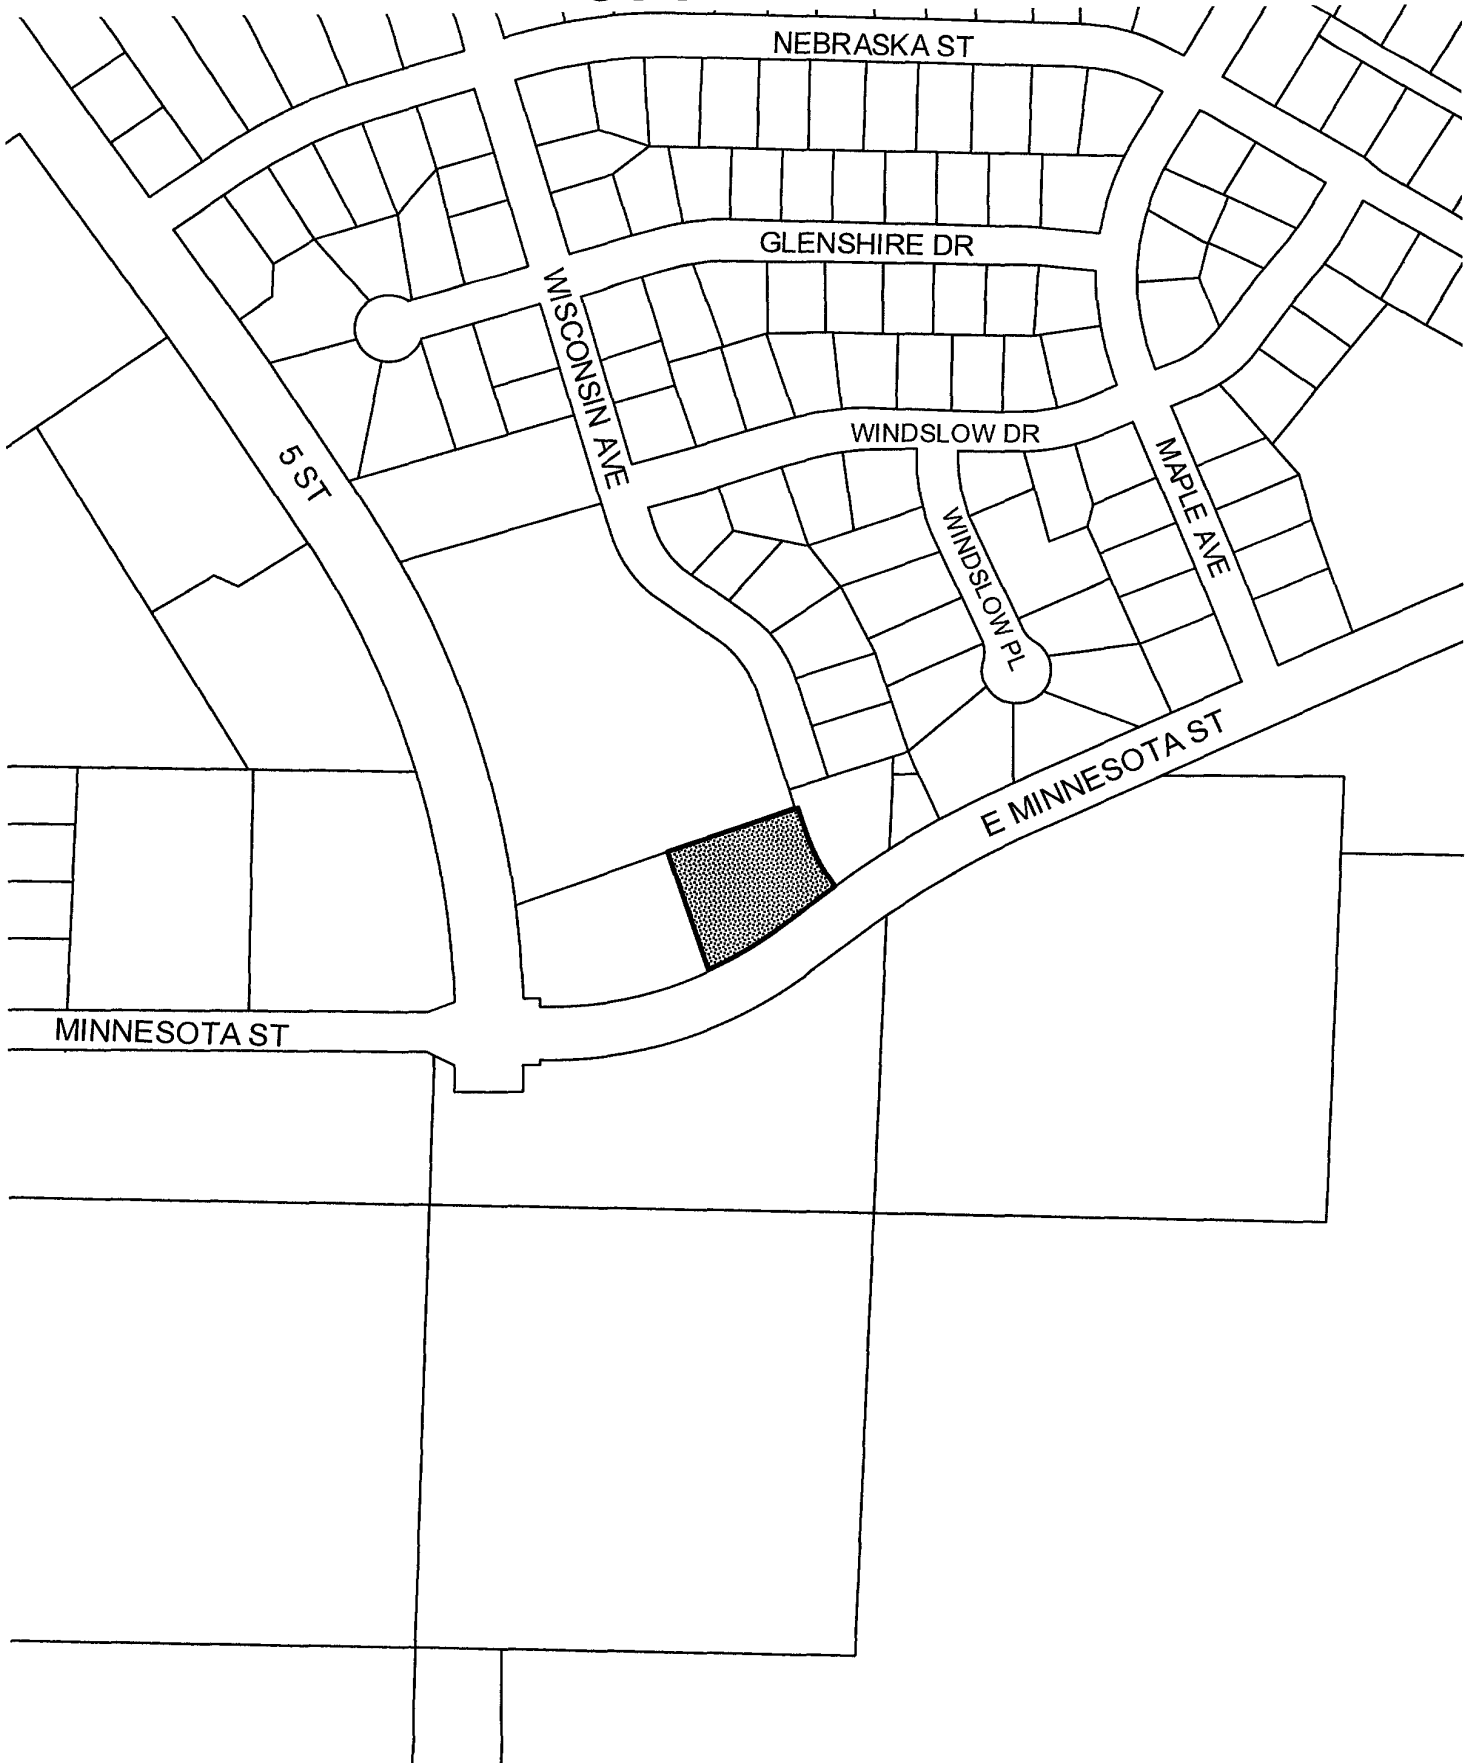 NEBRASKA ST
GLENSHIRE DR
WISCONSIN AVE
WINDSLOW DR
5 ST
MAPLE AVE
WINDSLOW PL
E MINNESOTA ST
MINNESOTA ST